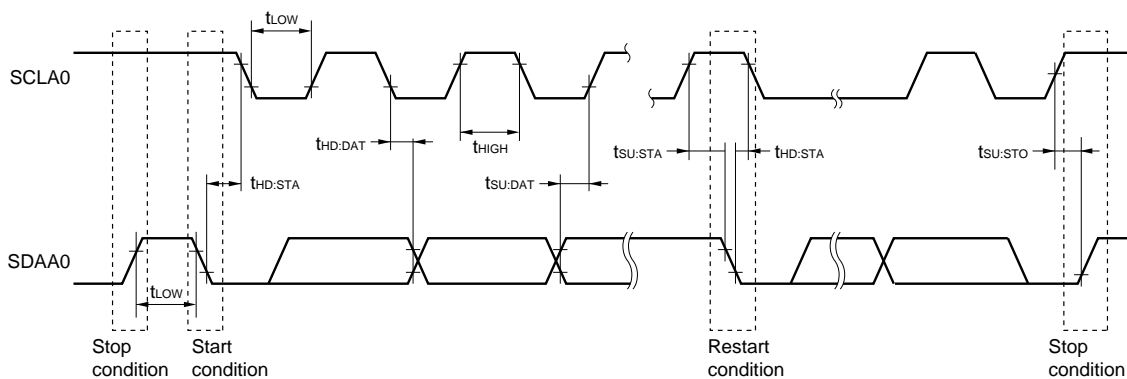 tLOW
SCLA0
tHD:DAT
tHIGH
tSU:STA
tHD:STA
tSU:STO
tHD:STA
tSU:DAT
SDAA0
tLOW
Stop
condition
Start
condition
Restart
condition
Stop
condition